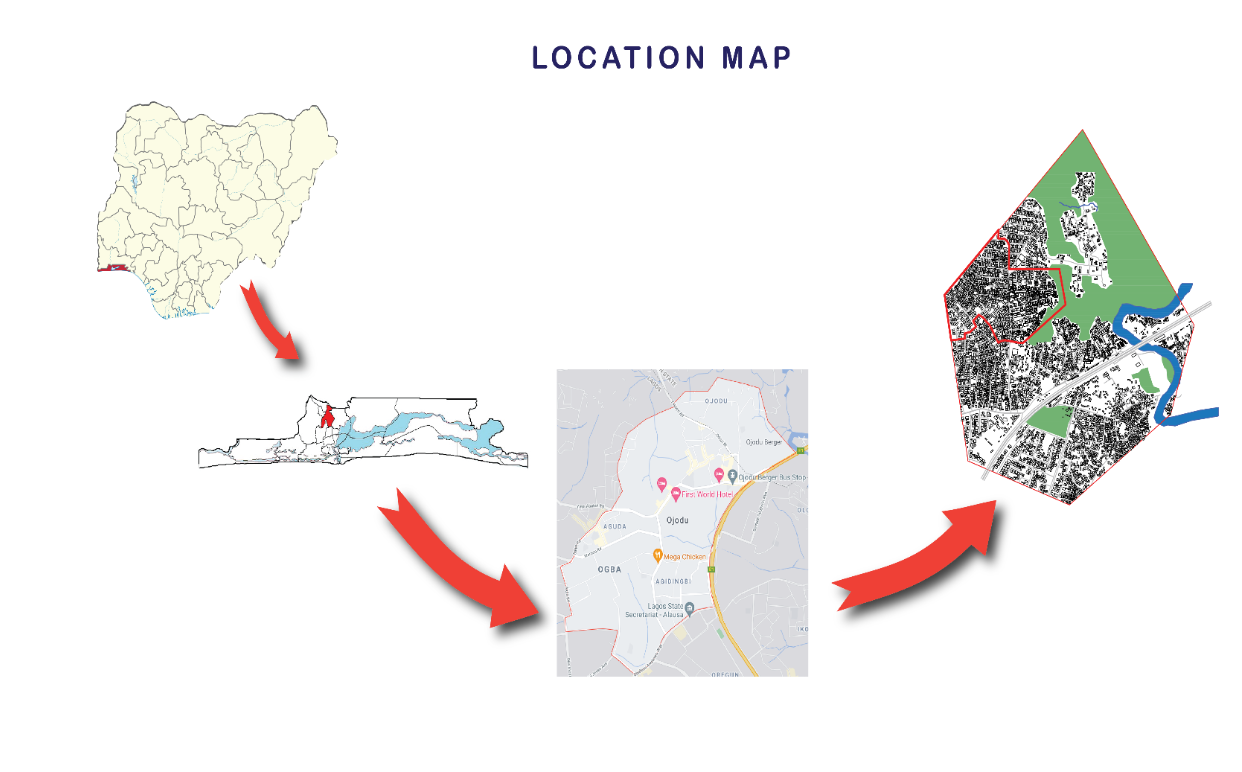 LOCATION MAP
OJODU
Ojodu Berger
Ojodu Berger Bus Stop
First World Hotel
Ojodu
AGUDA
Mega Chicken
OGBA
AGIDINGBI
Lagos State
Secretariat - Alausa
OREGUN